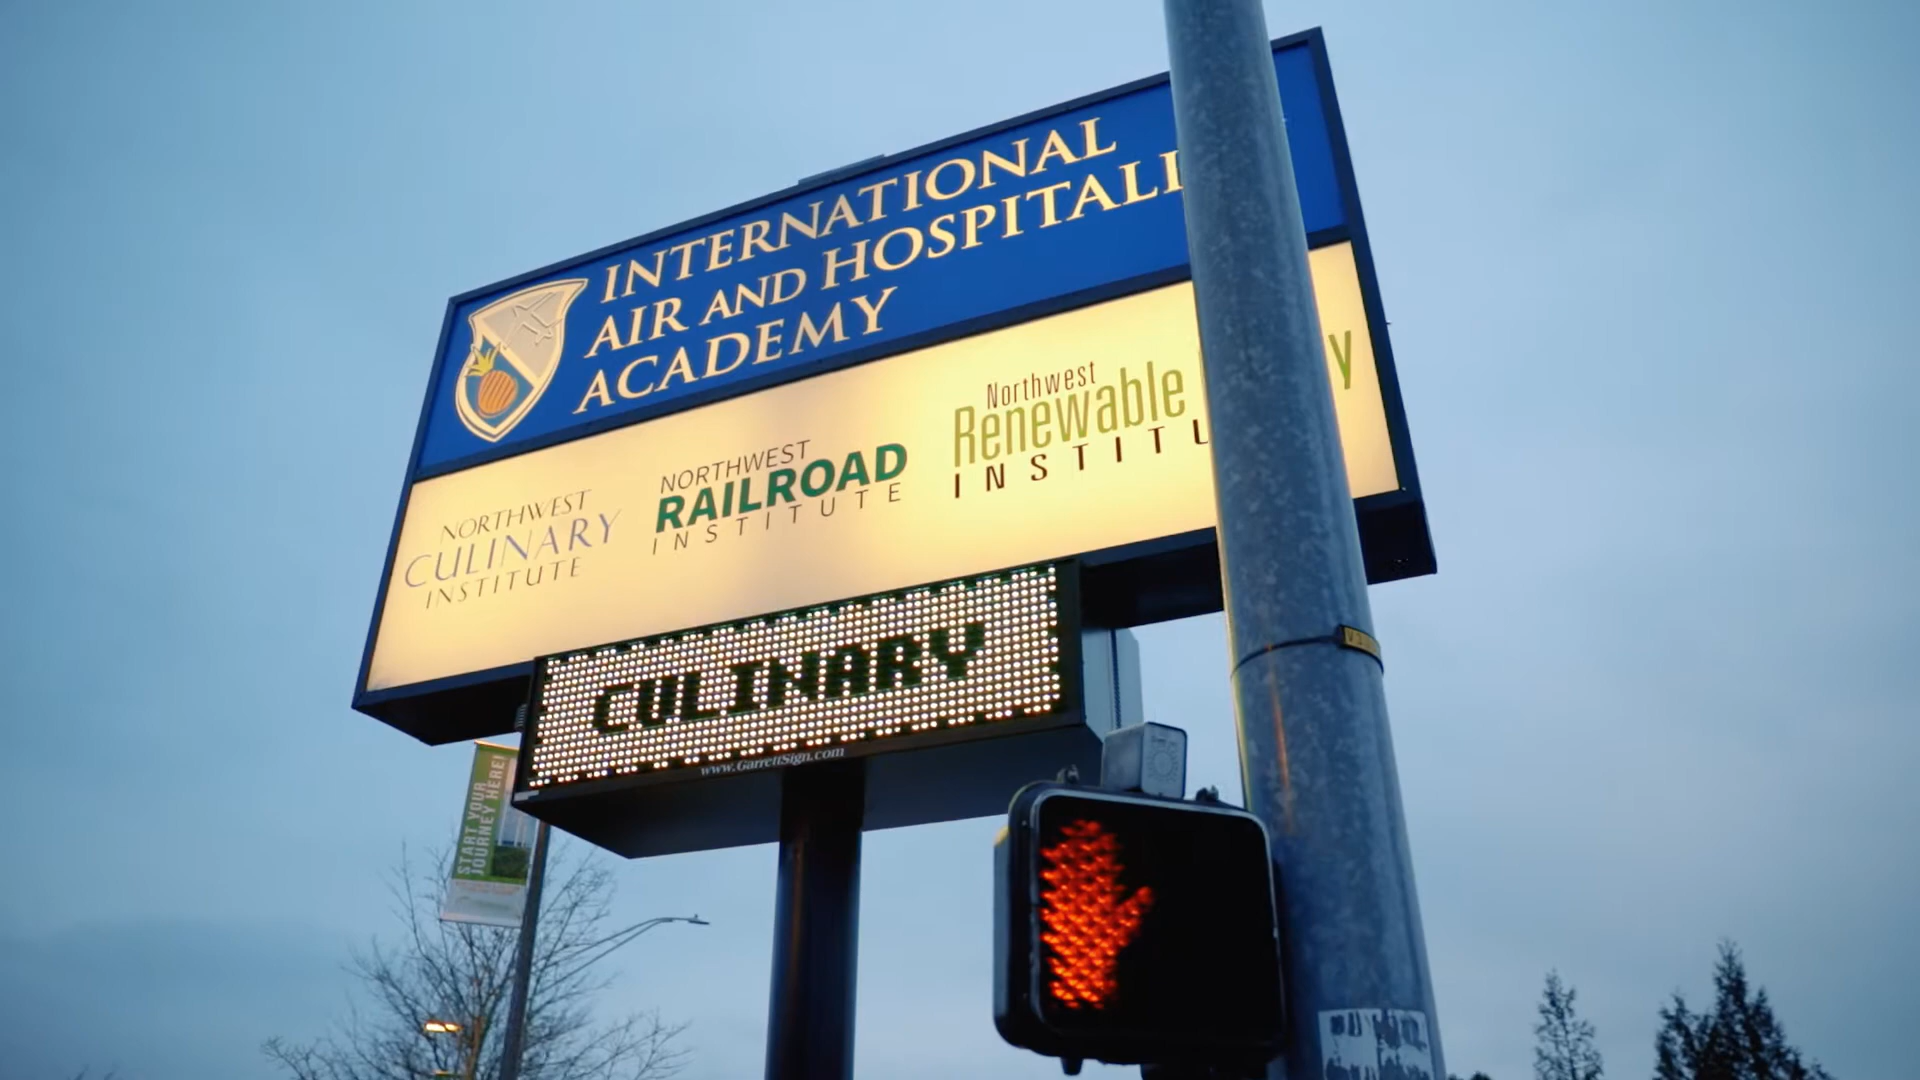 INTERNATIONAL
AIR AND HOSPITALI
ACADEMY
NORTHWEST
CULINARY
INSTITUTE
NORTHWEST
RAILROAD
INSTITUTE
Northwest
Renewable y
INSTITU
CULINARY
www.GarrettSign.com
START YOUR
JOURNEY HERE!